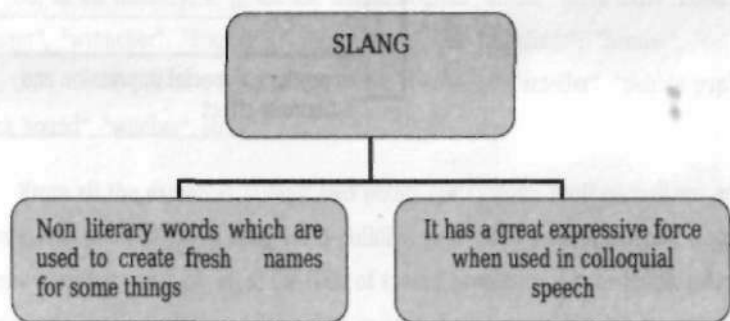 SLANG
Non literary words which are
used to create fresh names
for some things
It has a great expressive force
when used in colloquial
speech